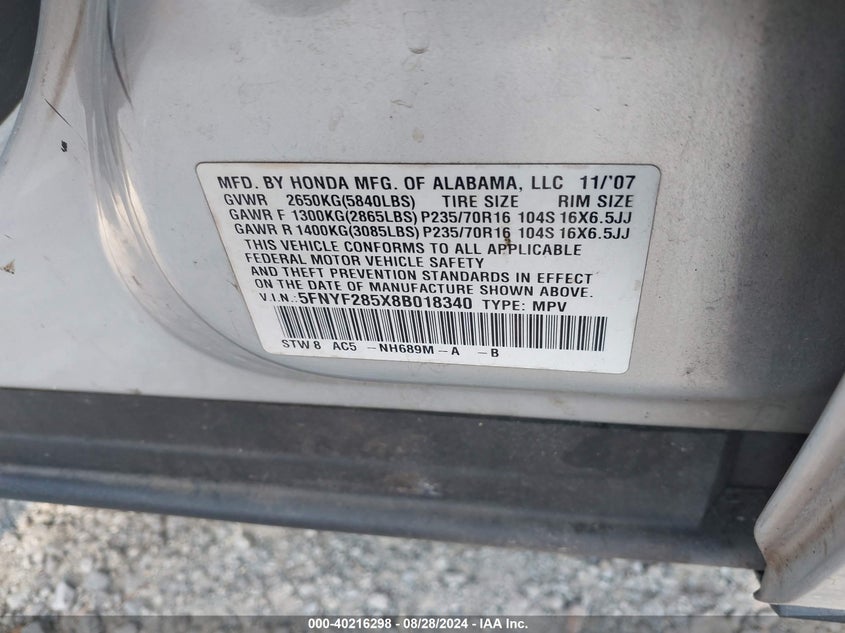 MFD. BY HONDA MFG. OF ALABAMA, LLC 11/'07
GVWR 2650KG(5840LBS) TIRE SIZE RIM SIZE
GAWR F 1300KG(2865LBS) P235/70R16 104S 16X6.5JJ
GAWR R 1400KG(3085LBS) P235/70R16 104S 16X6.5JJ
THIS VEHICLE CONFORMS TO ALL APPLICABLE
FEDERAL MOTOR VEHICLE SAFETY
AND THEFT PREVENTION STANDARDS IN EFFECT
ON THE DATE OF MANUFACTURE SHOWN ABOVE.
V.I.N.: 5FNYF285X8B018340 TYPE: MPV
STW 8 AC5 -NH689M-A -B
000-40216298 - 08/28/2024 - IAA Inc.